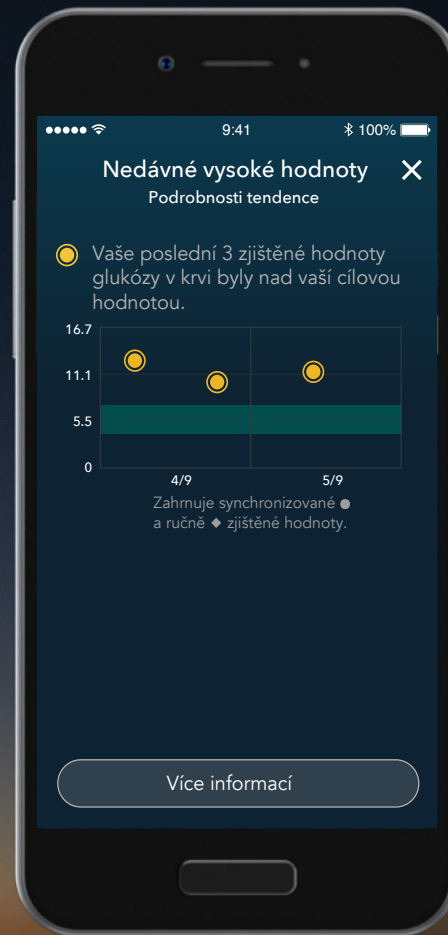 9:41
100%
Nedávné vysoké hodnoty
Podrobnosti tendence
Vaše poslední 3 zjištěné hodnoty
glukózy v krvi byly nad vaší cílovou
hodnotou.
16.7
11.1
5.5
0
4/9 5/9
Zahrnuje synchronizované ●
a ručně ◆ zjištěné hodnoty.
Více informací